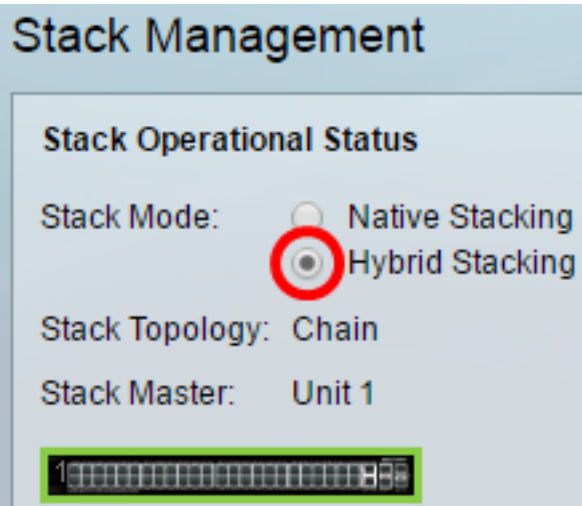 Stack Management
Stack Operational Status
Stack Mode: Native Stacking
Hybrid Stacking
Stack Topology: Chain
Stack Master: Unit 1
1